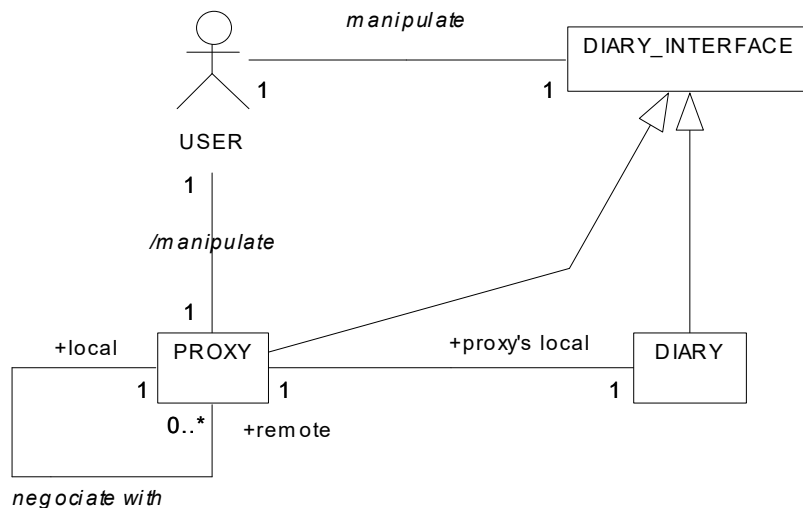 manipulate
DIARY_INTERFACE
1
1
USER
1
/manipulate
1
+local
PROXY
+proxy's local
DIARY
1
1
1
0..*
+remote
negociate with